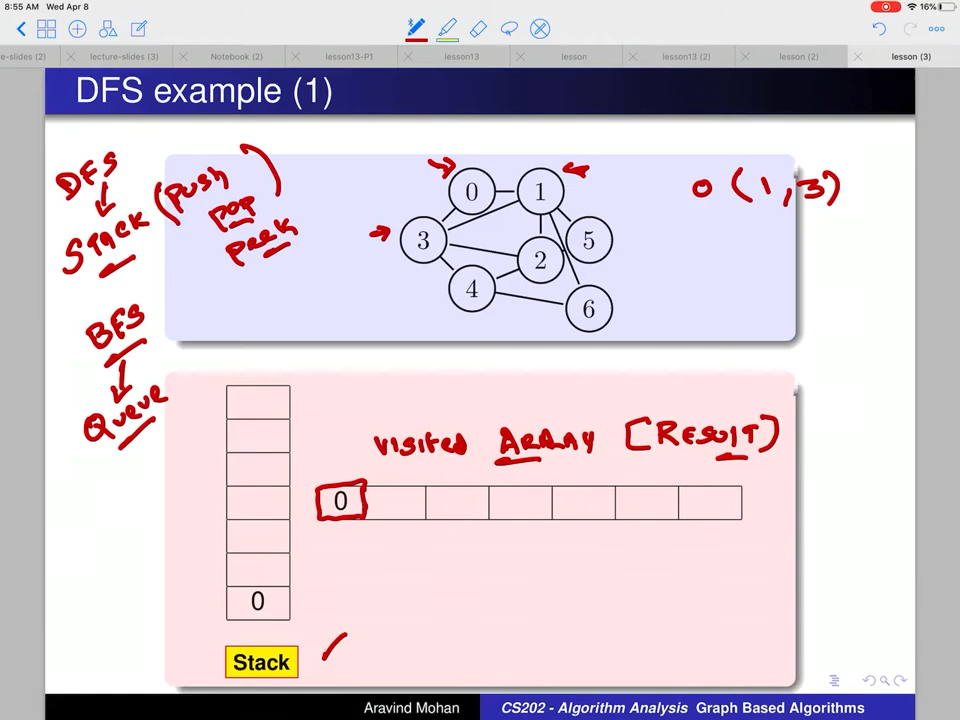 8:55 AM Wed Apr 8
16%
e-slides (2)
lecture-slides (3)
Notebook (2)
lesson13-P1
lesson13
lesson
lesson13 (2)
lesson (2)
lesson (3)
DFS example (1)
DFS
Stack
(push
pop
peek
)
BFS
Queue
0
1
3
2
5
4
6
0 (1,3)
visited ARRAY [RESULT]
0
0
Stack
Aravind Mohan
CS202 - Algorithm Analysis Graph Based Algorithms